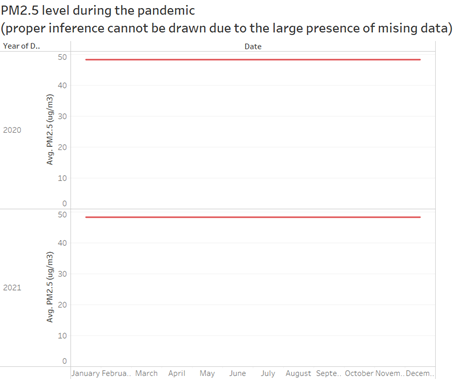 PM2.5 level during the pandemic
(proper inference cannot be drawn due to the large presence of mising data)
Year of D.. Date
50
40
30
20
10
0
Avg. PM2.5 (ug/m3)
2020
50
40
30
20
10
0
Avg. PM2.5 (ug/m3)
2021
January Februa.. March April May June July August Septe.. October Novem.. Decem..